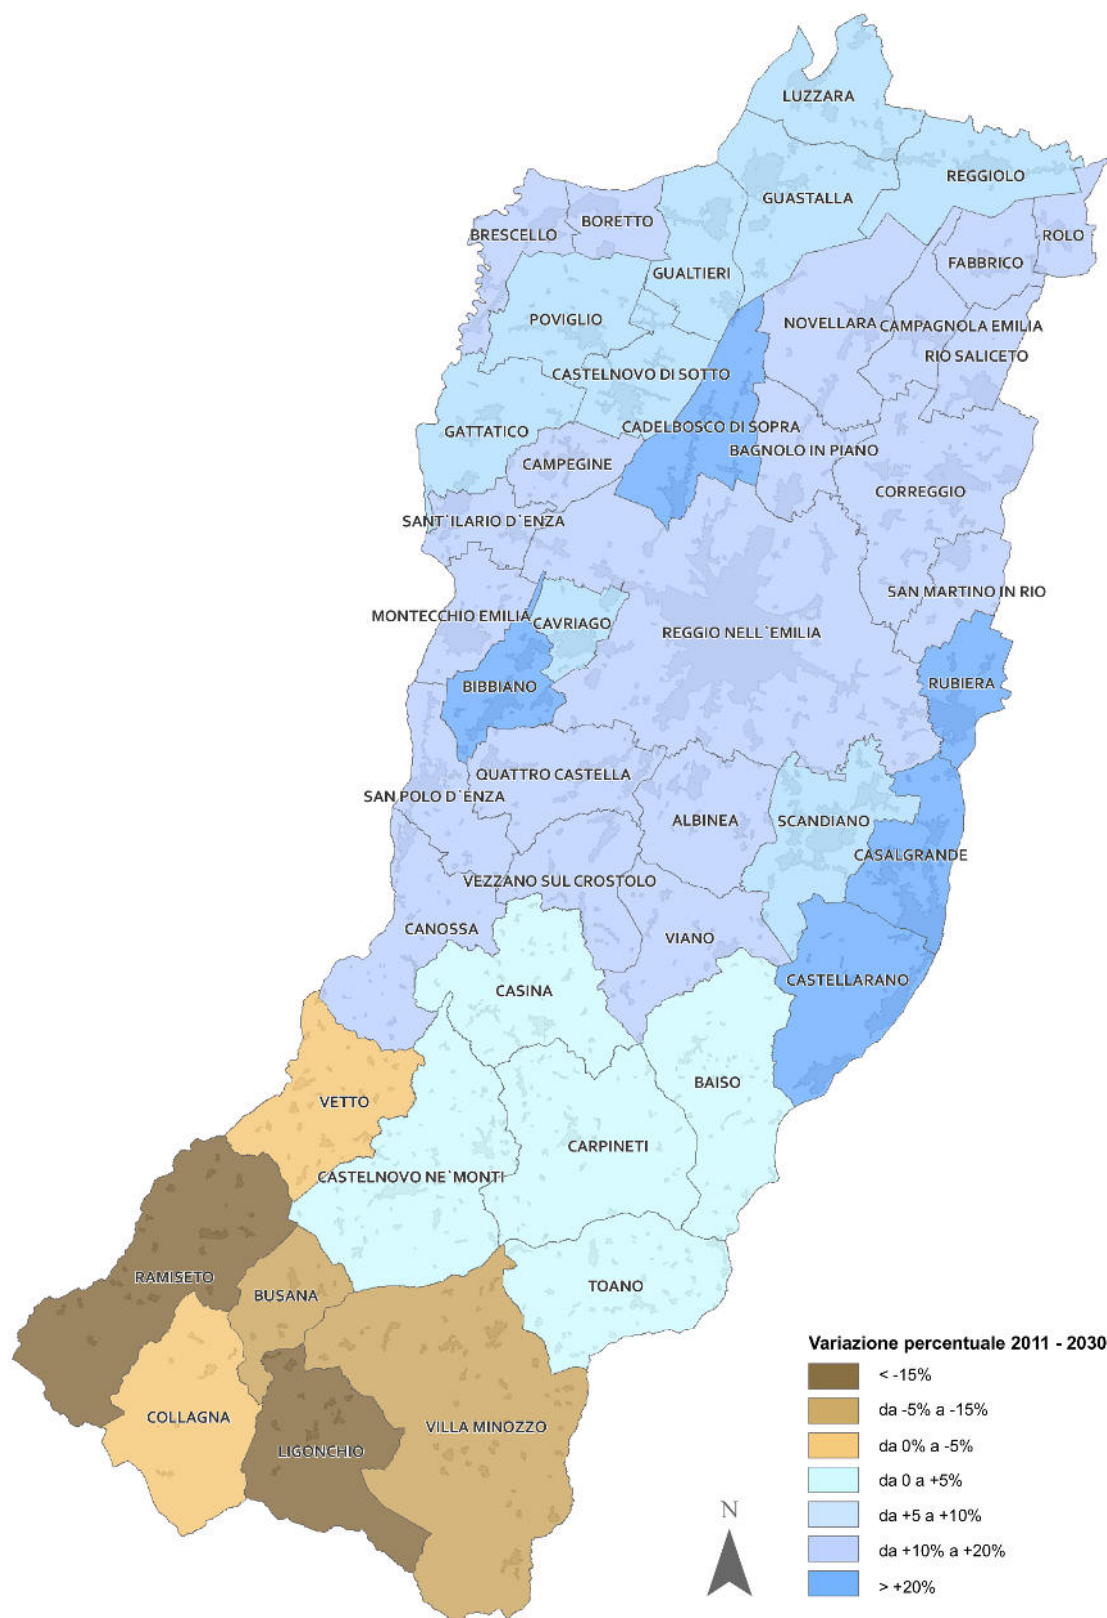 LUZZARA
REGGIOLO
GUASTALLA
BORETTO
BRESCELLO
ROLO
FABBRICO
GUALTIERI
POVIGLIO
NOVELLARA
CAMPAGNOLA EMILIA
RIO SALICETO
CASTELNOVO DI SOTTO
CADELBOSCO DI SOPRA
GATTATICO
BAGNOLO IN PIANO
CAMPEGINE
CORREGGIO
SANT`ILARIO D`ENZA
SAN MARTINO IN RIO
MONTECCHIO EMILIA
CAVRIAGO
REGGIO NELL`EMILIA
BIBBIANO
RUBIERA
QUATTRO CASTELLA
SAN POLO D`ENZA
ALBINEA
SCANDIANO
CASALGRANDE
VEZZANO SUL CROSTOLO
CANOSSA
VIANO
CASTELLARANO
CASINA
BAISO
VETTO
CARPINETI
CASTELNOVO NE`MONTI
RAMISETO
TOANO
BUSANA
COLLAGNA
VILLA MINOZZO
LIGONCHIO
Variazione percentuale 2011 - 2030
< -15%
da -5% a -15%
da 0% a -5%
da 0 a +5%
da +5 a +10%
da +10% a +20%
> +20%
N